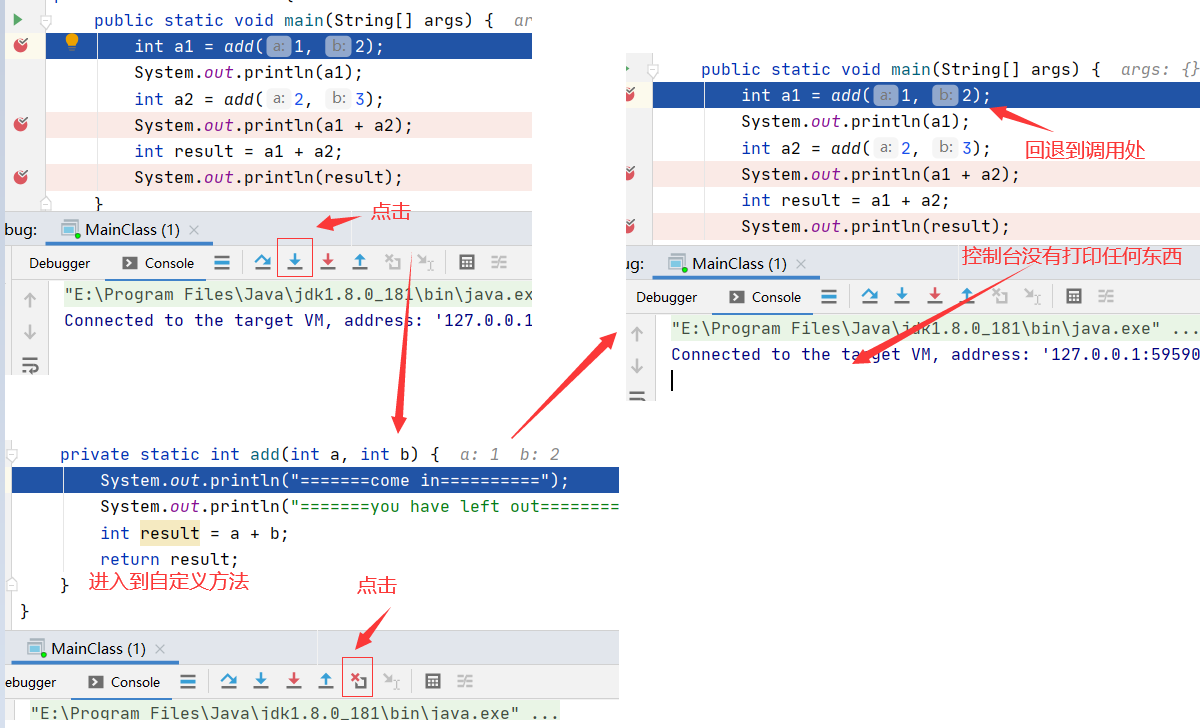 public static void main(String[] args) {  ar
int a1 = add( a: 1,  b: 2);
System.out.println(a1);
int a2 = add( a: 2,  b: 3);
System.out.println(a1 + a2);
int result = a1 + a2;
System.out.println(result);
}
点击
bug: MainClass (1) ×
Debugger Console
"E:\Program Files\Java\jdk1.8.0_181\bin\java.ex
Connected to the target VM, address: '127.0.0.1
private static int add(int a, int b) {  a: 1  b: 2
System.out.println("=======come in==========");
System.out.println("=======you have left out========
int result = a + b;
return result;
}
进入到自定义方法
点击
}
MainClass (1) ×
ebugger Console
"E:\Program Files\Java\jdk1.8.0_181\bin\java.exe" ...
public static void main(String[] args) {  args: {}
int a1 = add( a: 1,  b: 2);
System.out.println(a1);
回退到调用处
int a2 = add( a: 2,  b: 3);
System.out.println(a1 + a2);
int result = a1 + a2;
System.out.println(result);
控制台没有打印任何东西
ug: MainClass (1) ×
Debugger Console
"E:\Program Files\Java\jdk1.8.0_181\bin\java.exe" ...
Connected to the target VM, address: '127.0.0.1:59590